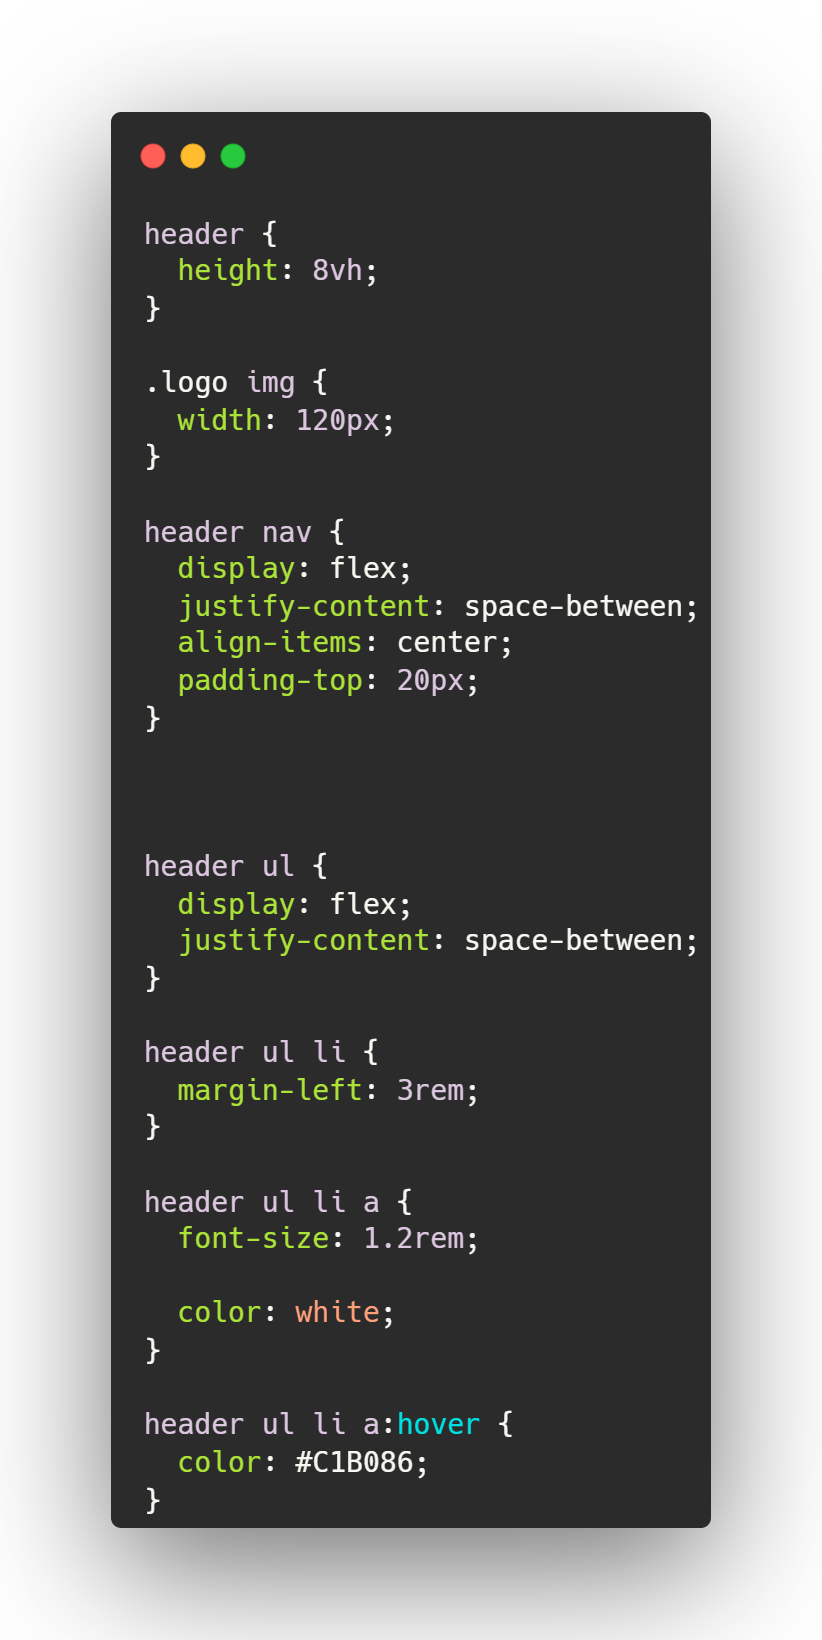 header {
  height: 8vh;
}

.logo img {
  width: 120px;
}

header nav {
  display: flex;
  justify-content: space-between;
  align-items: center;
  padding-top: 20px;
}



header ul {
  display: flex;
  justify-content: space-between;
}

header ul li {
  margin-left: 3rem;
}

header ul li a {
  font-size: 1.2rem;

  color: white;
}

header ul li a:hover {
  color: #C1B086;
}